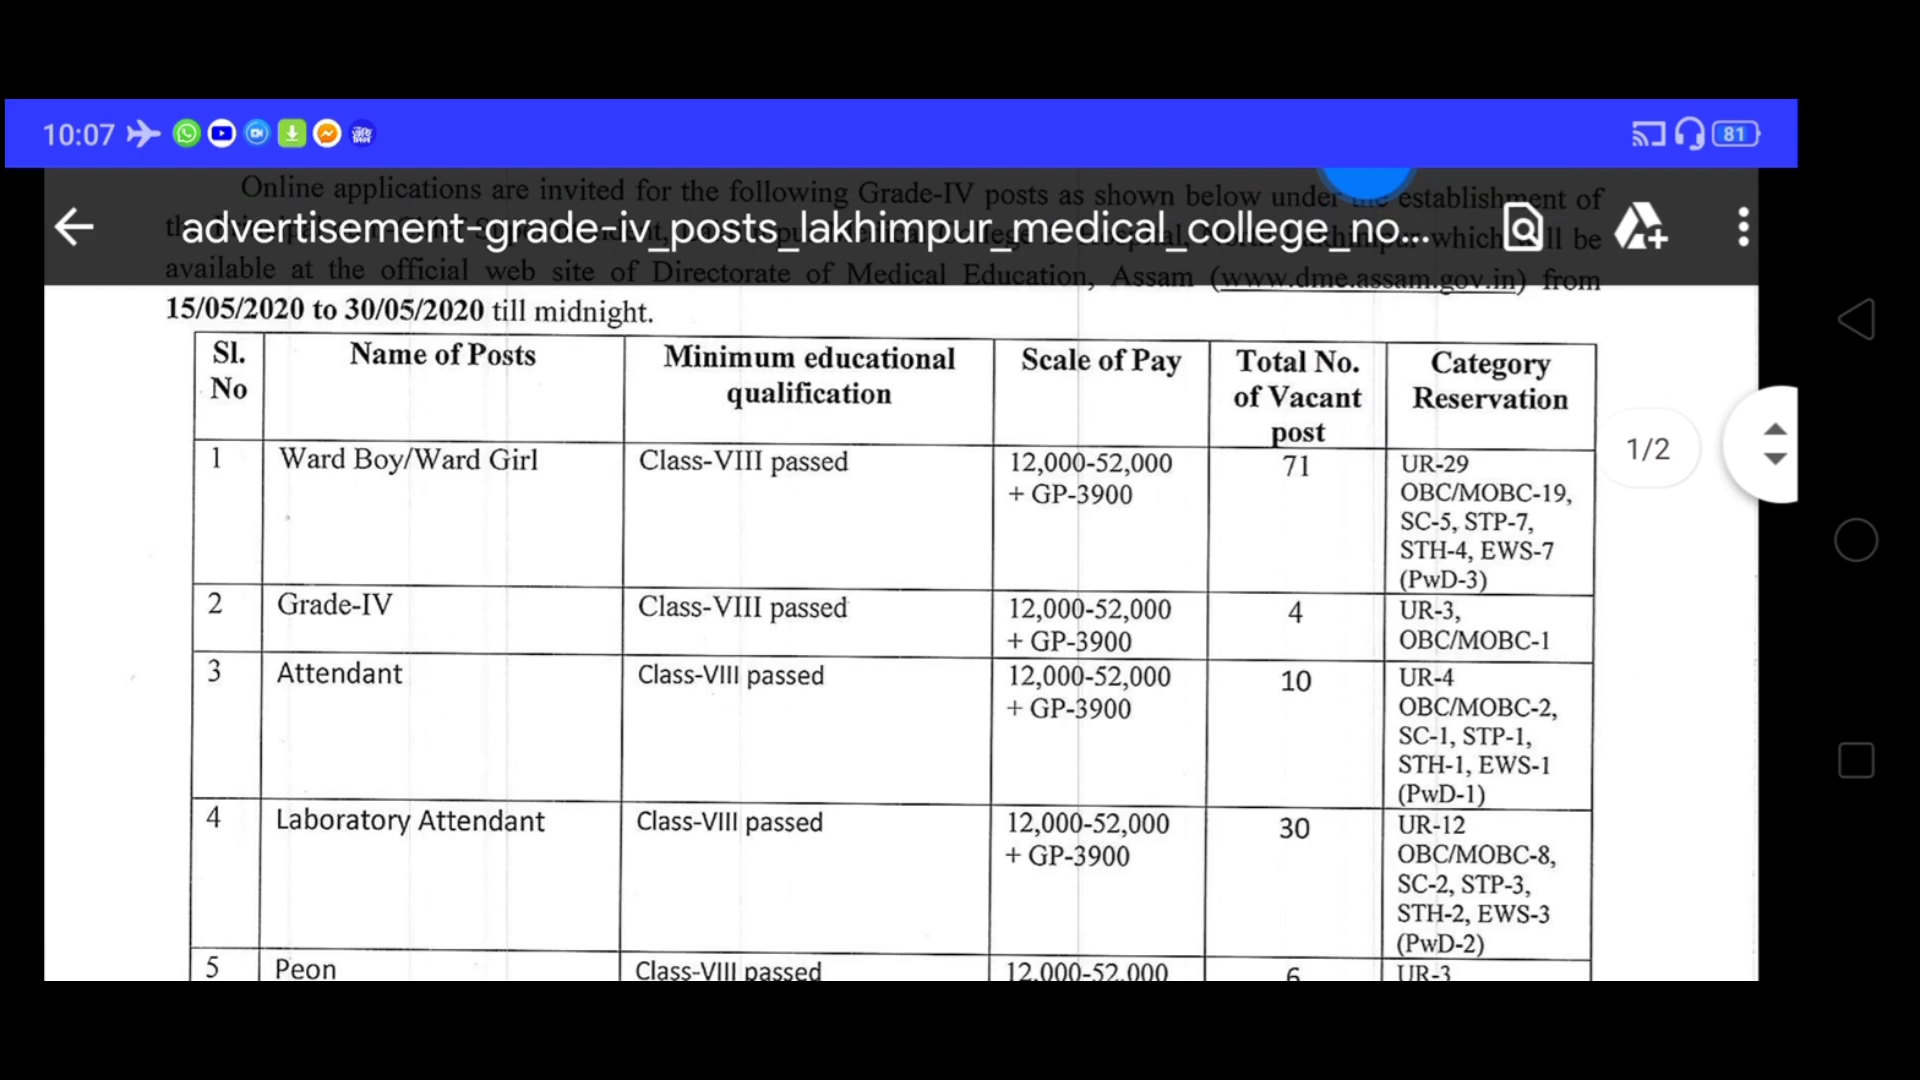 10:07
81
Online applications are invited for the following Grade-IV posts as shown below under the establishment of
advertisement-grade-iv_posts_lakhimpur_medical_college_no...
which will be
available at the official web site of Directorate of Medical Education, Assam (www.dme.assam.gov.in) from
15/05/2020 to 30/05/2020 till midnight.
Sl. No
Name of Posts
Minimum educational
qualification
Scale of Pay
Total No.
of Vacant
post
Category
Reservation
1
Ward Boy/Ward Girl
Class-VIII passed
12,000-52,000
+ GP-3900
71
UR-29
OBC/MOBC-19,
SC-5, STP-7,
STH-4, EWS-7
(PwD-3)
1/2
2
Grade-IV
Class-VIII passed
12,000-52,000
+ GP-3900
4
UR-3,
OBC/MOBC-1
3
Attendant
Class-VIII passed
12,000-52,000
+ GP-3900
10
UR-4
OBC/MOBC-2,
SC-1, STP-1,
STH-1, EWS-1
(PwD-1)
4
Laboratory Attendant
Class-VIII passed
12,000-52,000
+ GP-3900
30
UR-12
OBC/MOBC-8,
SC-2, STP-3,
STH-2, EWS-3
(PwD-2)
5
Peon
Class-VIII passed
12,000-52,000
6
UR-3